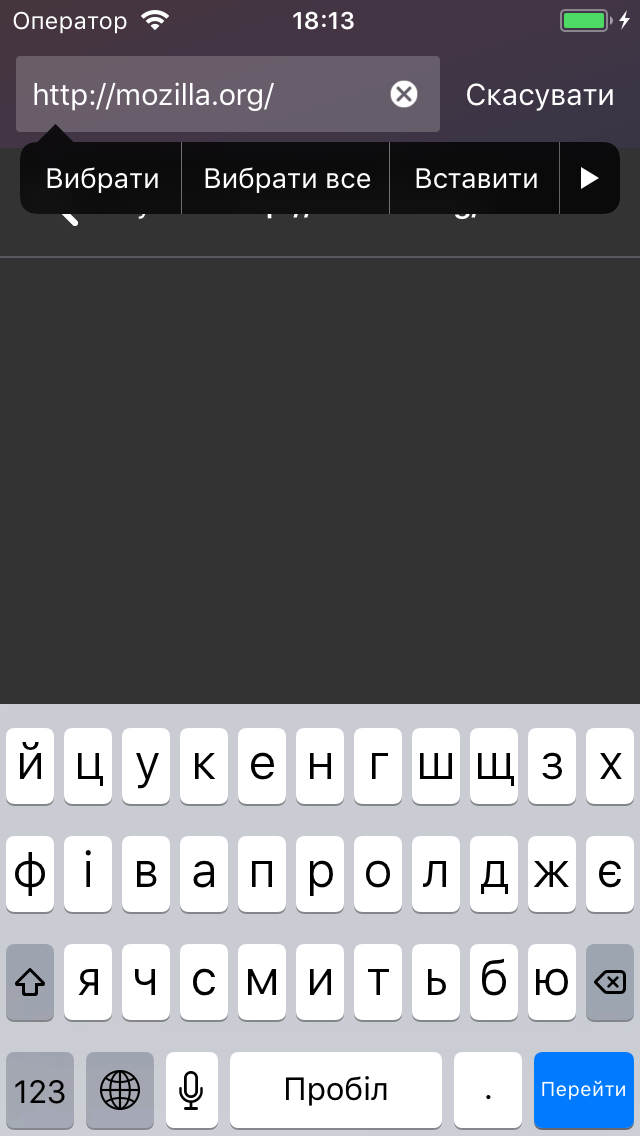 Оператор 18:13
http://mozilla.org/ Скасувати
Вибрати Вибрати все Вставити
й ц у к е н г ш щ з х
ф і в а п р о л д ж є
я ч с м и т ь б ю
123 Пробіл . Перейти